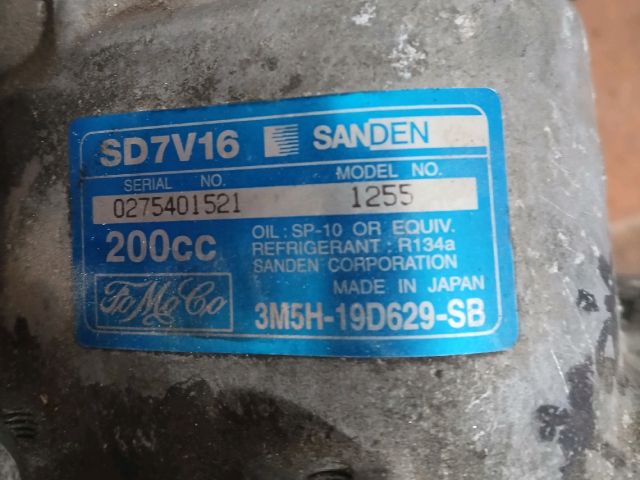 SD7V16 SANDEN
SERIAL NO. MODEL NO.
0275401521 1255
200cc
OIL : SP-10 OR EQUIV.
REFRIGERANT : R134a
SANDEN CORPORATION
MADE IN JAPAN
FoMoCo
3M5H-19D629-SB